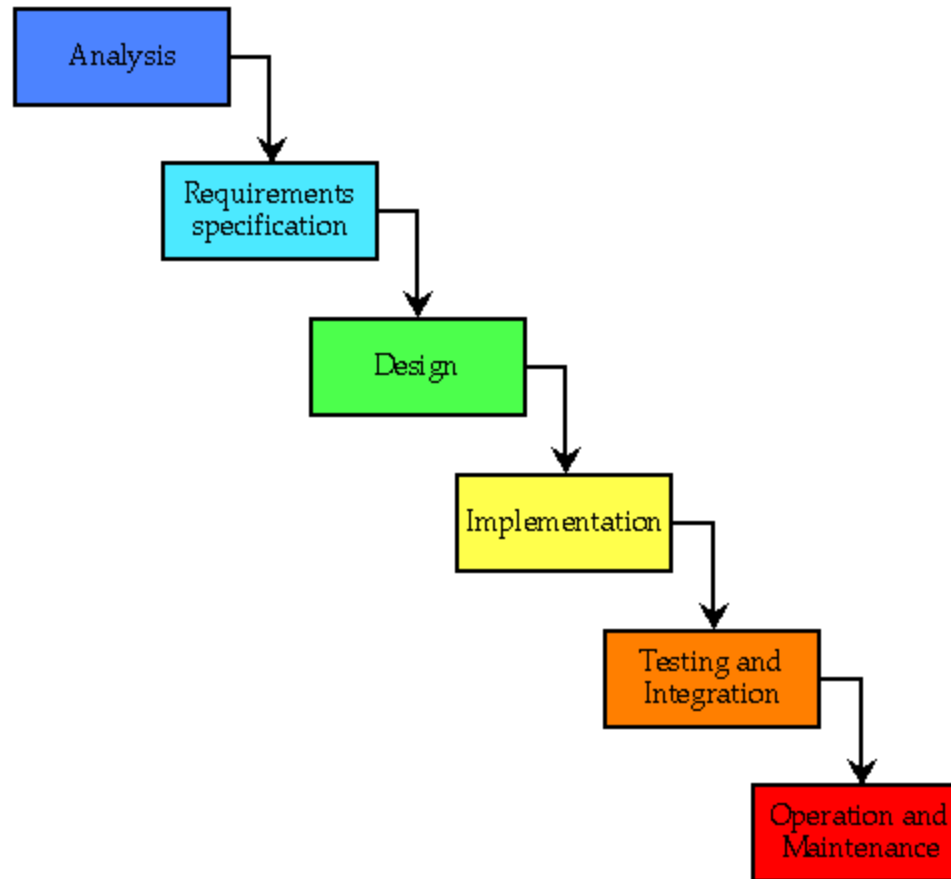 Analysis
Requirements
specification
Design
Implementation
Testing and
Integration
Operation and
Maintenance